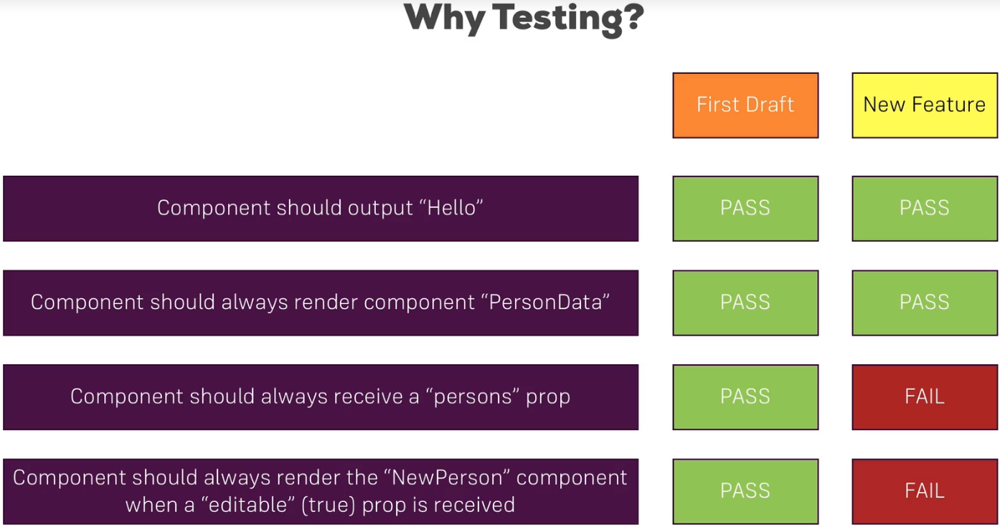 Why Testing?
First Draft
New Feature
Component should output “Hello”
PASS
PASS
Component should always render component “PersonData”
PASS
PASS
Component should always receive a “persons” prop
PASS
FAIL
Component should always render the “NewPerson” component
when a “editable” (true) prop is received
PASS
FAIL